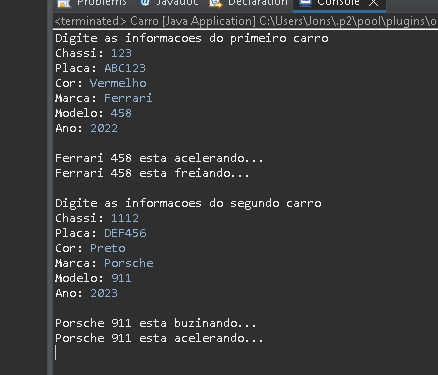 Problems Javadoc Declaration Console
<terminated> Carro [Java Application] C:\Users\Jons\.p2\pool\plugins\o
Digite as informacoes do primeiro carro
Chassi: 123
Placa: ABC123
Cor: Vermelho
Marca: Ferrari
Modelo: 458
Ano: 2022
Ferrari 458 esta acelerando...
Ferrari 458 esta freiando...
Digite as informacoes do segundo carro
Chassi: 1112
Placa: DEF456
Cor: Preto
Marca: Porsche
Modelo: 911
Ano: 2023
Porsche 911 esta buzinando...
Porsche 911 esta acelerando...